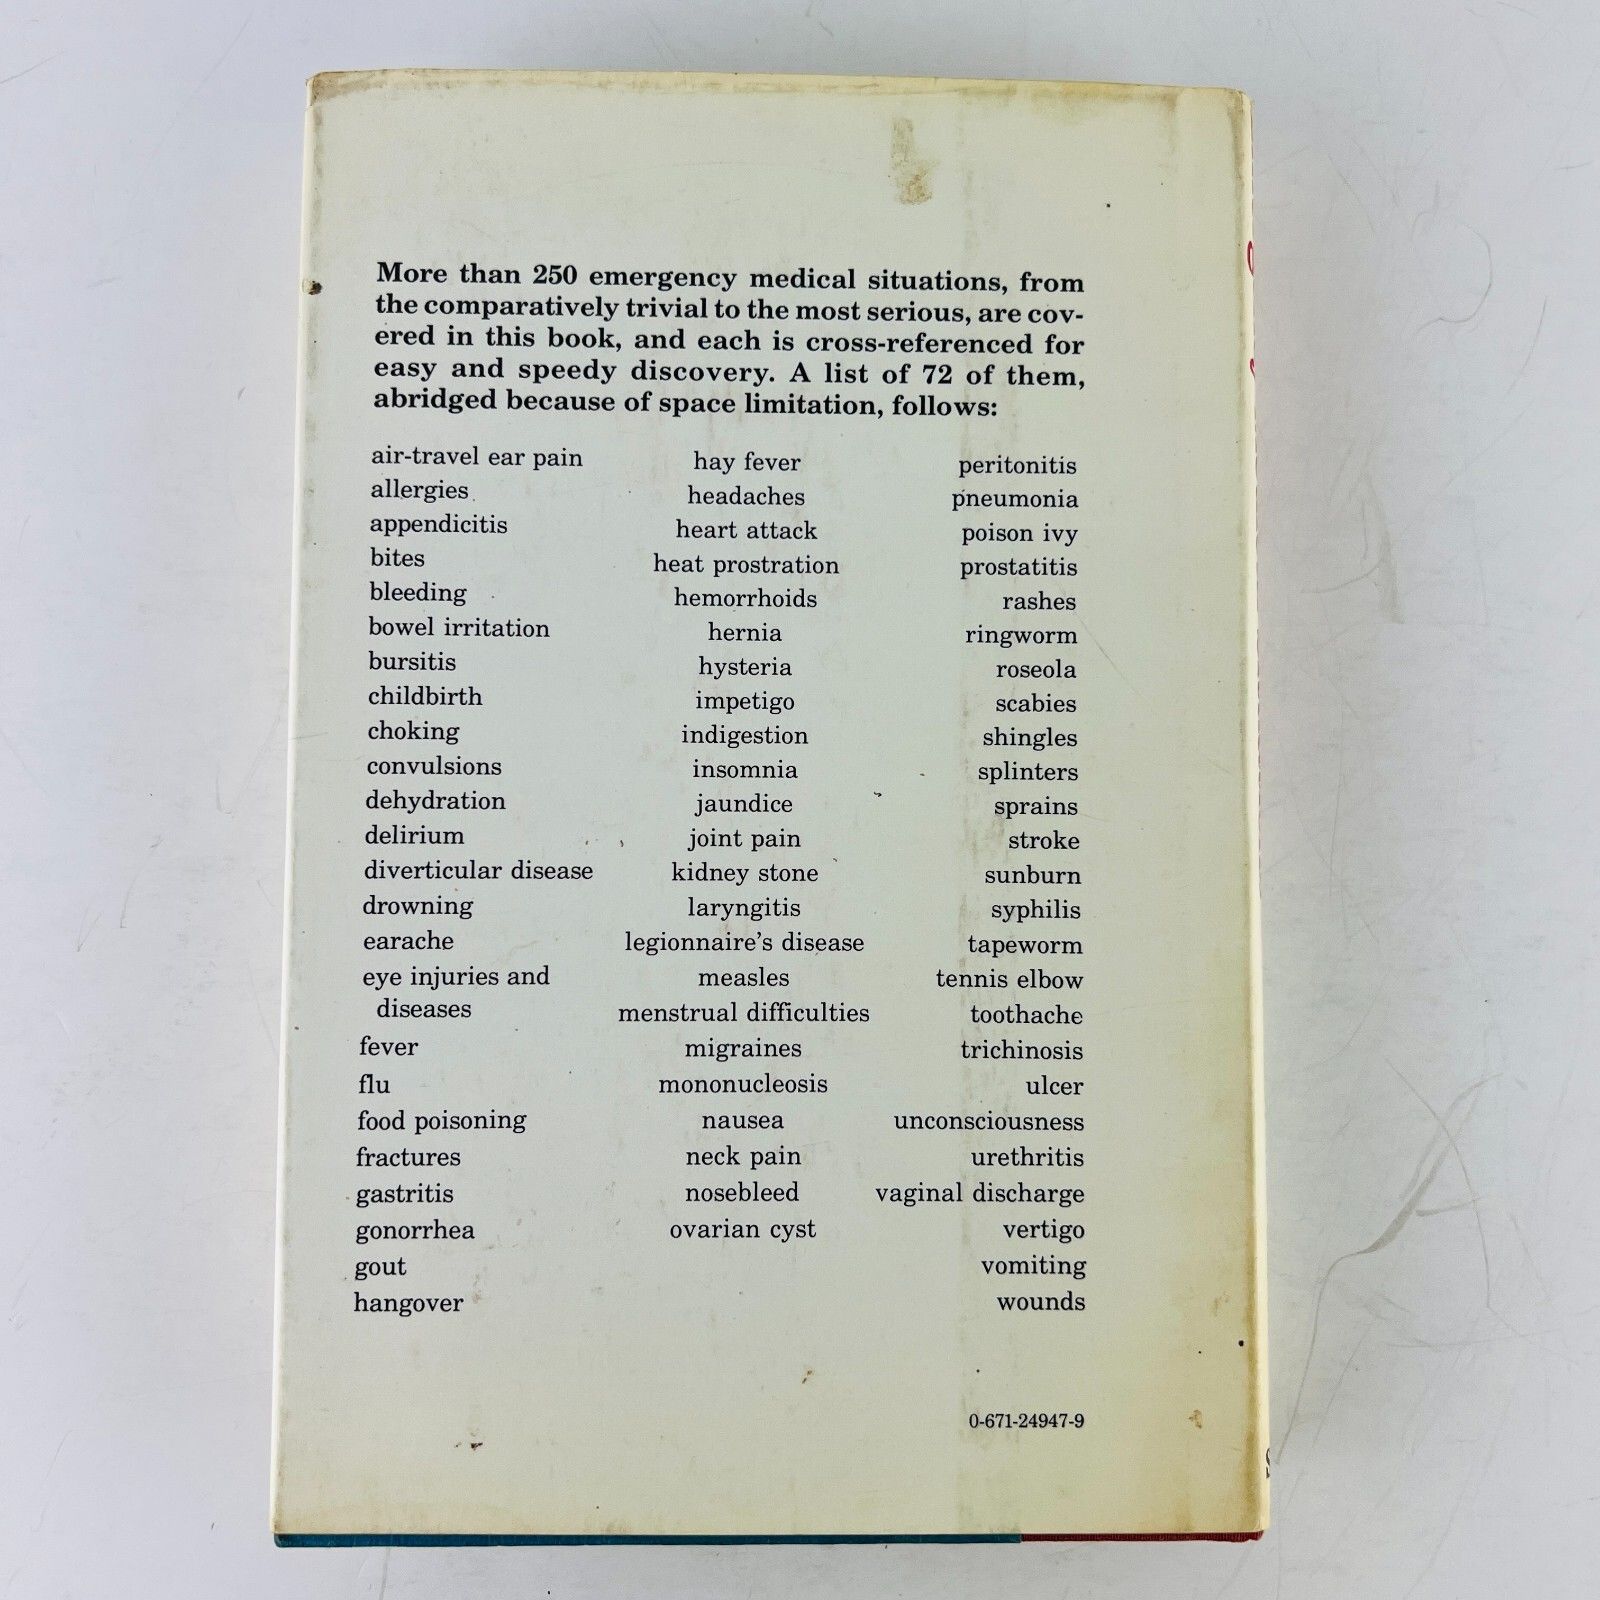 More than 250 emergency medical situations, from
the comparatively trivial to the most serious, are cov-
ered in this book, and each is cross-referenced for
easy and speedy discovery. A list of 72 of them,
abridged because of space limitation, follows:
air-travel ear pain
allergies
appendicitis
bites
bleeding
bowel irritation
bursitis
childbirth
choking
convulsions
dehydration
delirium
diverticular disease
drowning
earache
eye injuries and
diseases
fever
flu
food poisoning
fractures
gastritis
gonorrhea
gout
hangover
hay fever
headaches
heart attack
heat prostration
hemorrhoids
hernia
hysteria
impetigo
indigestion
insomnia
jaundice
joint pain
kidney stone
laryngitis
legionnaire's disease
measles
menstrual difficulties
migraines
mononucleosis
nausea
neck pain
nosebleed
ovarian cyst
peritonitis
pneumonia
poison ivy
prostatitis
rashes
ringworm
roseola
scabies
shingles
splinters
sprains
stroke
sunburn
syphilis
tapeworm
tennis elbow
toothache
trichinosis
ulcer
unconsciousness
urethritis
vaginal discharge
vertigo
vomiting
wounds
0-671-24947-9